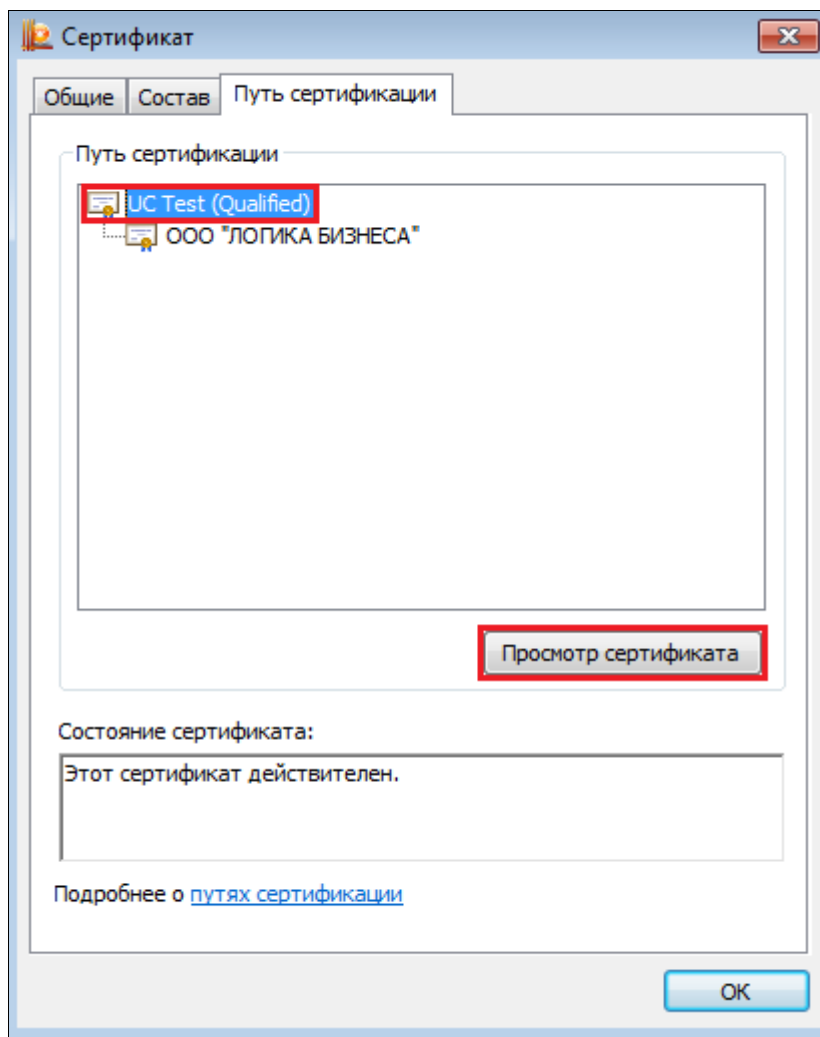 Сертификат
Общие Состав Путь сертификации
Путь сертификации
UC Test (Qualified)
ООО "ЛОГИКА БИЗНЕСА"
Просмотр сертификата
Состояние сертификата:
Этот сертификат действителен.
Подробнее о путях сертификации
ОК